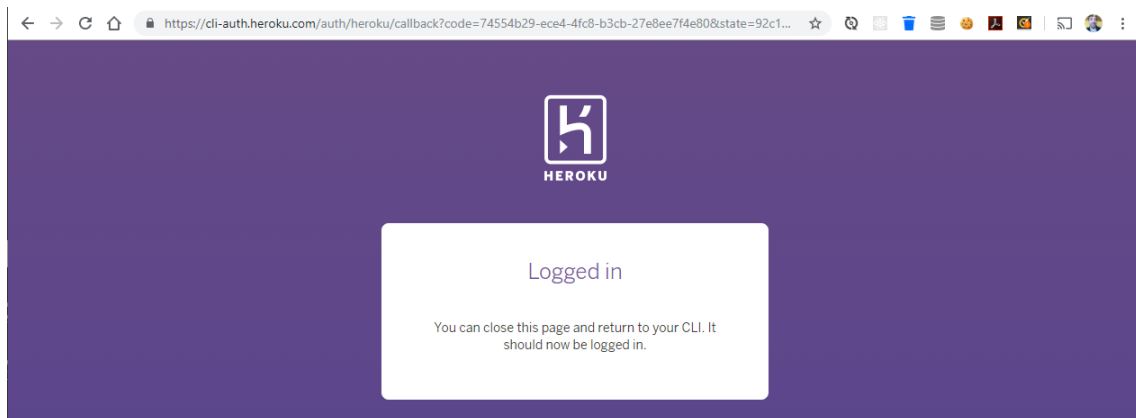 https://cli-auth.heroku.com/auth/heroku/callback?code=74554b29-ece4-4fc8-b3cb-27e8ee7f4e80&state=92c1...
HEROKU
Logged in
You can close this page and return to your CLI. It
should now be logged in.